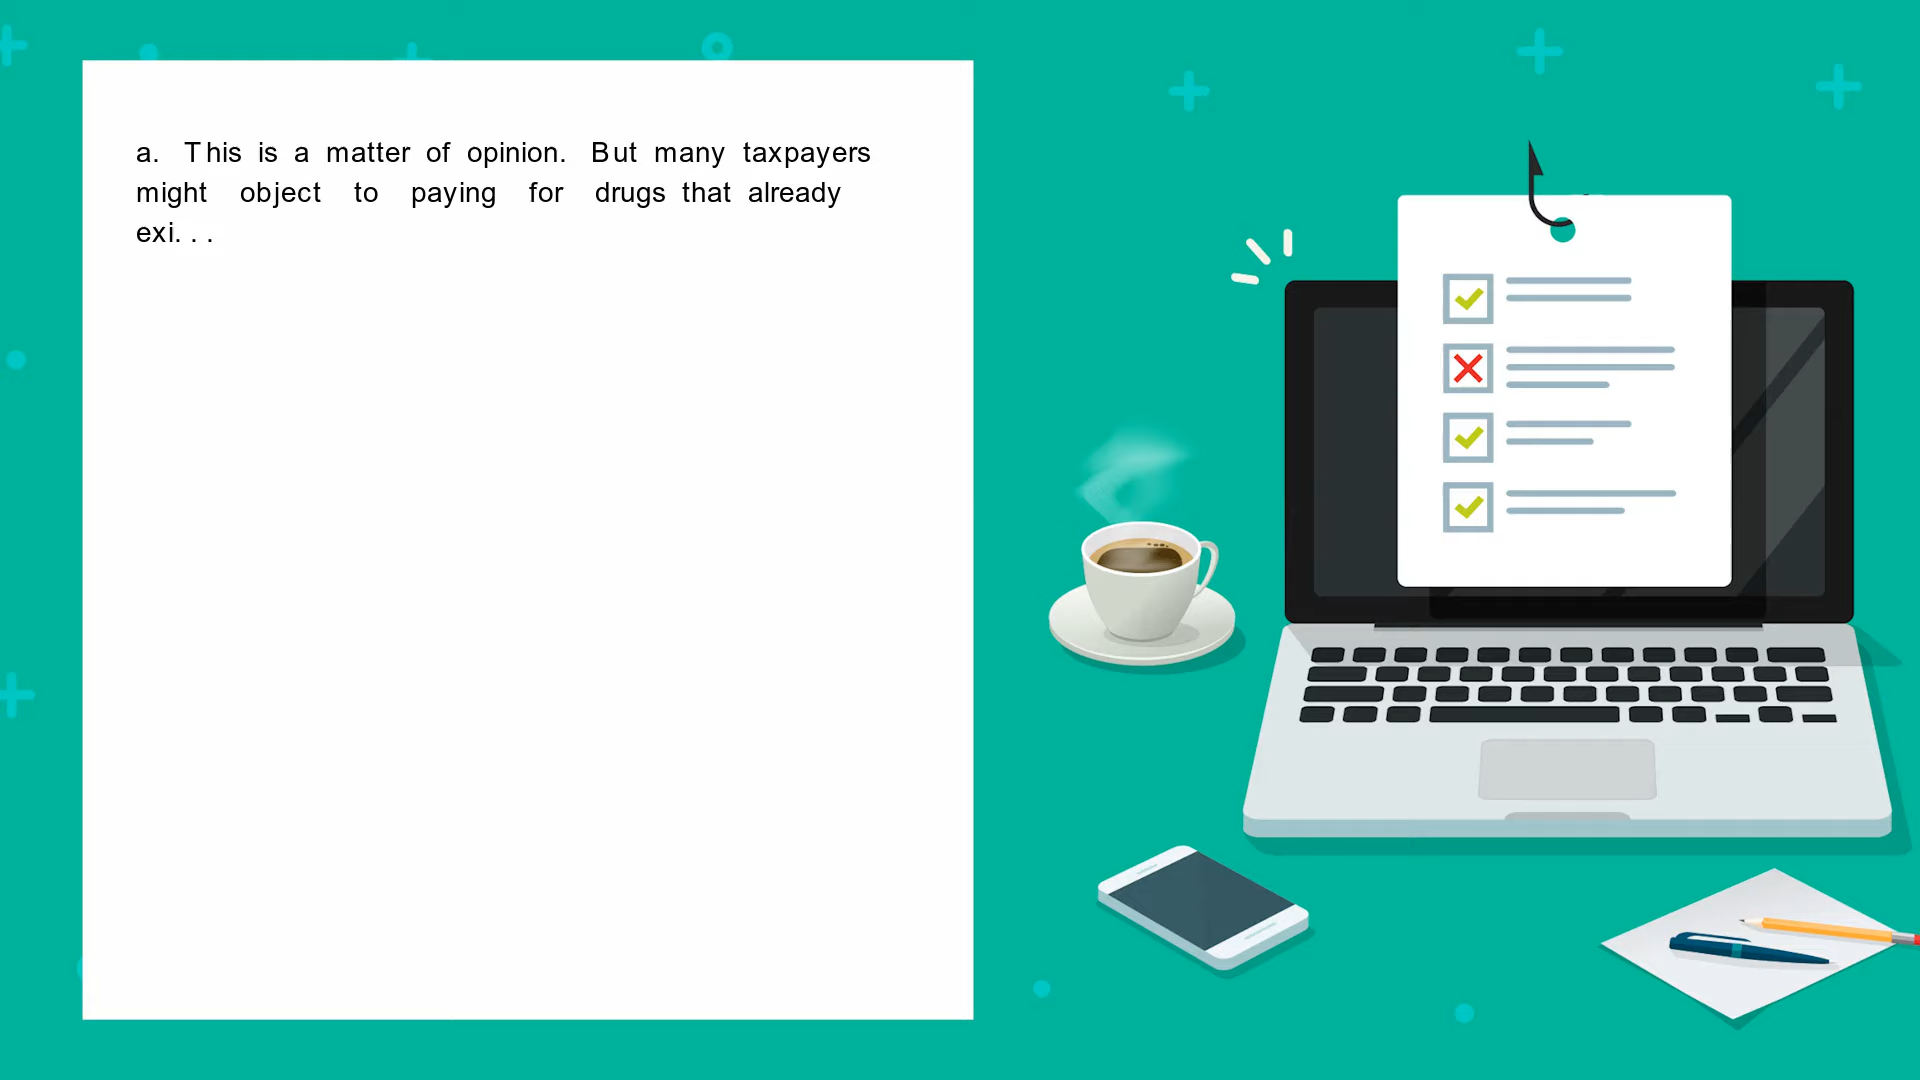 a. This is a matter of opinion. But many taxpayers
might object to paying for drugs that already
exi. . .